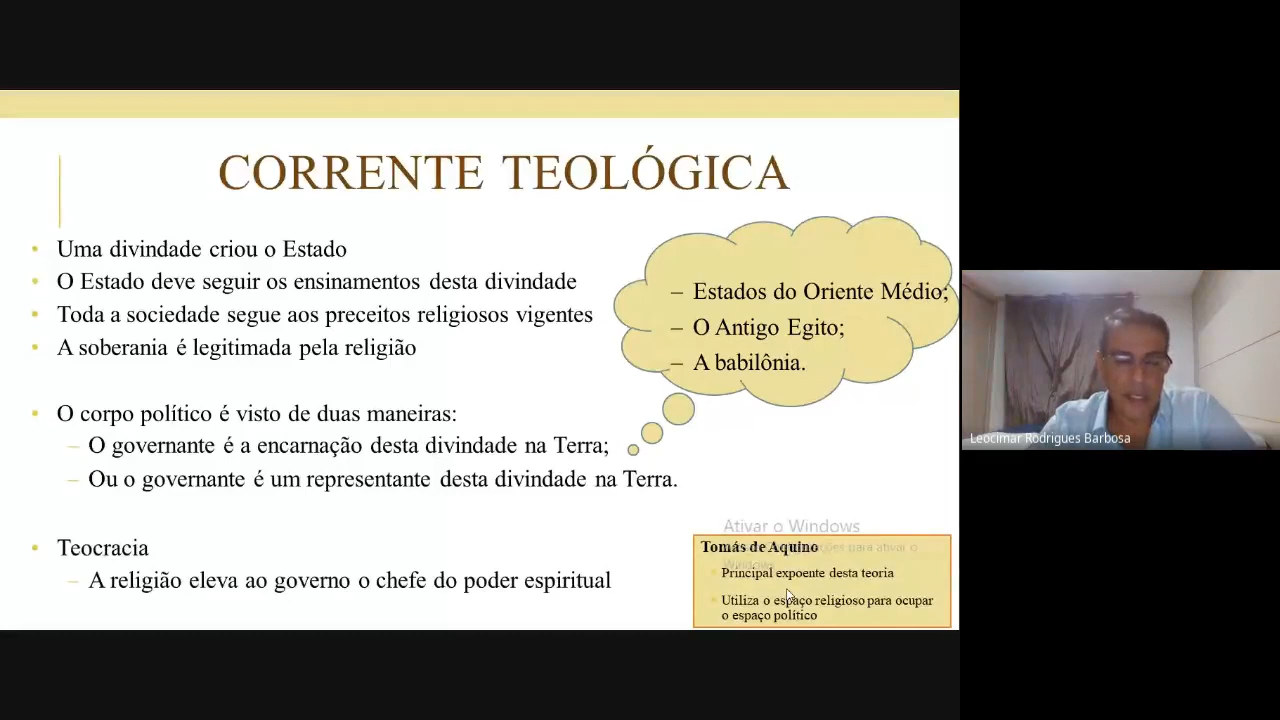 CORRENTE TEOLÓGICA
• Uma divindade criou o Estado
• O Estado deve seguir os ensinamentos desta divindade
• Toda a sociedade segue aos preceitos religiosos vigentes
• A soberania é legitimada pela religião
• O corpo político é visto de duas maneiras:
– O governante é a encarnação desta divindade na Terra;
– Ou o governante é um representante desta divindade na Terra.
• Teocracia
– A religião eleva ao governo o chefe do poder espiritual
– Estados do Oriente Médio;
– O Antigo Egito;
– A babilônia.
Ativar o Windows
para ativar o
Windows
Tomás de Aquino
Principal expoente desta teoria
Utiliza o espaço religioso para ocupar
o espaço político
Leocimar Rodrigues Barbosa